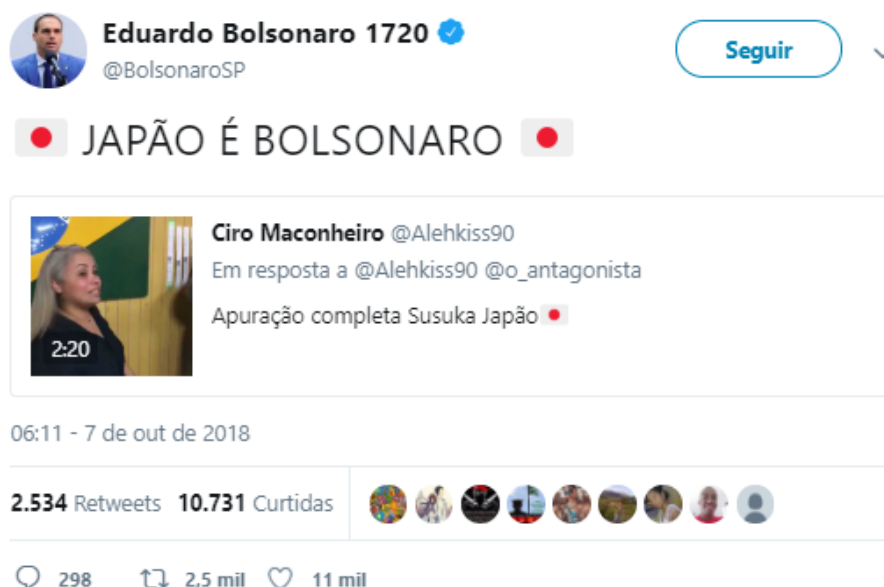 Eduardo Bolsonaro 1720
@BolsonaroSP
Seguir
🇯🇵 JAPÃO É BOLSONARO 🇯🇵
Ciro Maconheiro @Alehkiss90
Em resposta a @Alehkiss90 @o_antagonista
Apuração completa Susuka Japão🇯🇵
2:20
06:11 - 7 de out de 2018
2.534 Retweets 10.731 Curtidas
298 2,5 mil 11 mil